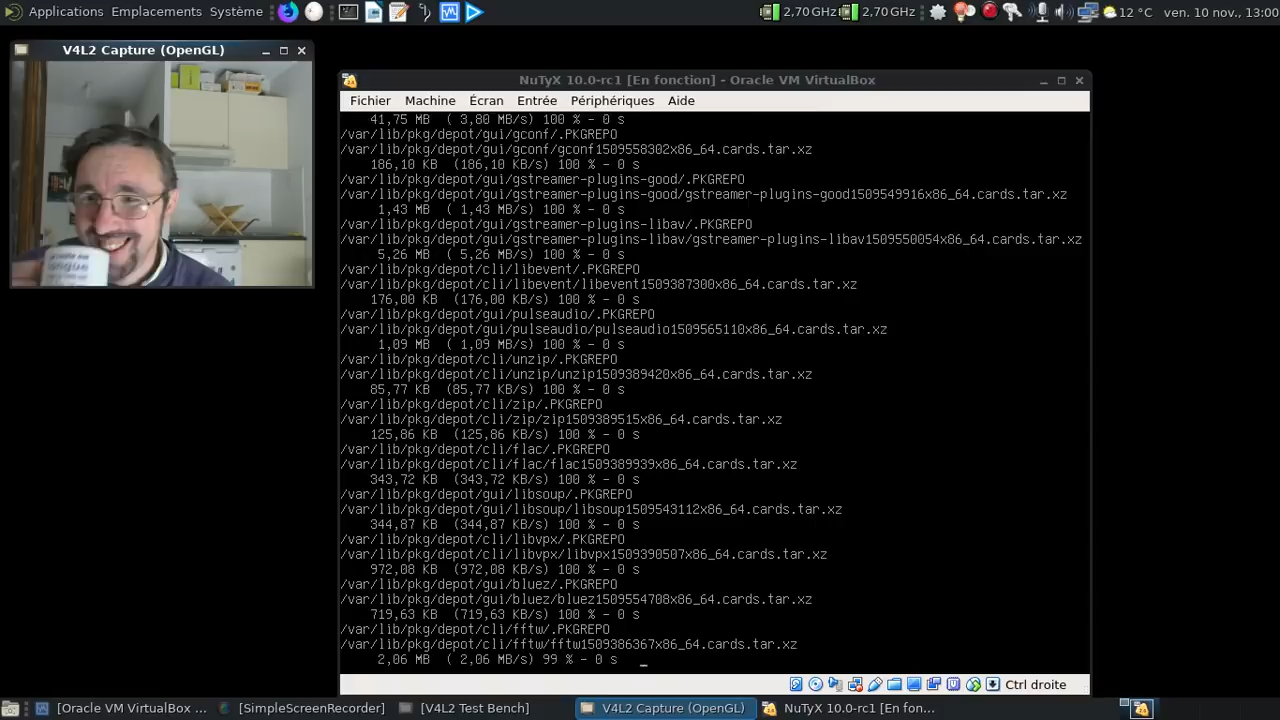 Applications Emplacements Système
2,70 GHz 2,70 GHz
12 °C ven. 10 nov., 13:00
V4L2 Capture (OpenGL)
langue
NuTyX 10.0-rc1 [En fonction] - Oracle VM VirtualBox
Fichier Machine Écran Entrée Périphériques Aide
41,75 MB ( 3,80 MB/s) 100 % - 0 s
/var/lib/pkg/depot/gui/gconf/.PKGREPO
/var/lib/pkg/depot/gui/gconf/gconf1509558302x86_64.cards.tar.xz
186,10 KB (186,10 KB/s) 100 % - 0 s
/var/lib/pkg/depot/gui/gstreamer-plugins-good/.PKGREPO
/var/lib/pkg/depot/gui/gstreamer-plugins-good/gstreamer-plugins-good1509549916x86_64.cards.tar.xz
1,43 MB ( 1,43 MB/s) 100 % - 0 s
/var/lib/pkg/depot/gui/gstreamer-plugins-libav/.PKGREPO
/var/lib/pkg/depot/gui/gstreamer-plugins-libav/gstreamer-plugins-libav1509550054x86_64.cards.tar.xz
5,26 MB ( 5,26 MB/s) 100 % - 0 s
/var/lib/pkg/depot/cli/libevent/.PKGREPO
/var/lib/pkg/depot/cli/libevent/libevent1509387300x86_64.cards.tar.xz
176,00 KB (176,00 KB/s) 100 % - 0 s
/var/lib/pkg/depot/gui/pulseaudio/.PKGREPO
/var/lib/pkg/depot/gui/pulseaudio/pulseaudio1509565110x86_64.cards.tar.xz
1,09 MB ( 1,09 MB/s) 100 % - 0 s
/var/lib/pkg/depot/cli/unzip/.PKGREPO
/var/lib/pkg/depot/cli/unzip/unzip1509389420x86_64.cards.tar.xz
85,77 KB (85,77 KB/s) 100 % - 0 s
/var/lib/pkg/depot/cli/zip/.PKGREPO
/var/lib/pkg/depot/cli/zip/zip1509389515x86_64.cards.tar.xz
125,86 KB (125,86 KB/s) 100 % - 0 s
/var/lib/pkg/depot/cli/flac/.PKGREPO
/var/lib/pkg/depot/cli/flac/flac1509389939x86_64.cards.tar.xz
343,72 KB (343,72 KB/s) 100 % - 0 s
/var/lib/pkg/depot/gui/libsoup/.PKGREPO
/var/lib/pkg/depot/gui/libsoup/libsoup1509543112x86_64.cards.tar.xz
344,87 KB (344,87 KB/s) 100 % - 0 s
/var/lib/pkg/depot/cli/libvpx/.PKGREPO
/var/lib/pkg/depot/cli/libvpx/libvpx1509390507x86_64.cards.tar.xz
972,08 KB (972,08 KB/s) 100 % - 0 s
/var/lib/pkg/depot/gui/bluez/.PKGREPO
/var/lib/pkg/depot/gui/bluez/bluez1509554708x86_64.cards.tar.xz
719,63 KB (719,63 KB/s) 100 % - 0 s
/var/lib/pkg/depot/cli/fftw/.PKGREPO
/var/lib/pkg/depot/cli/fftw/fftw1509386367x86_64.cards.tar.xz
2,06 MB ( 2,06 MB/s) 99 % - 0 s _
Ctrl droite
[Oracle VM VirtualBox ... [SimpleScreenRecorder] [V4L2 Test Bench] V4L2 Capture (OpenGL) NuTyX 10.0-rc1 [En fon...